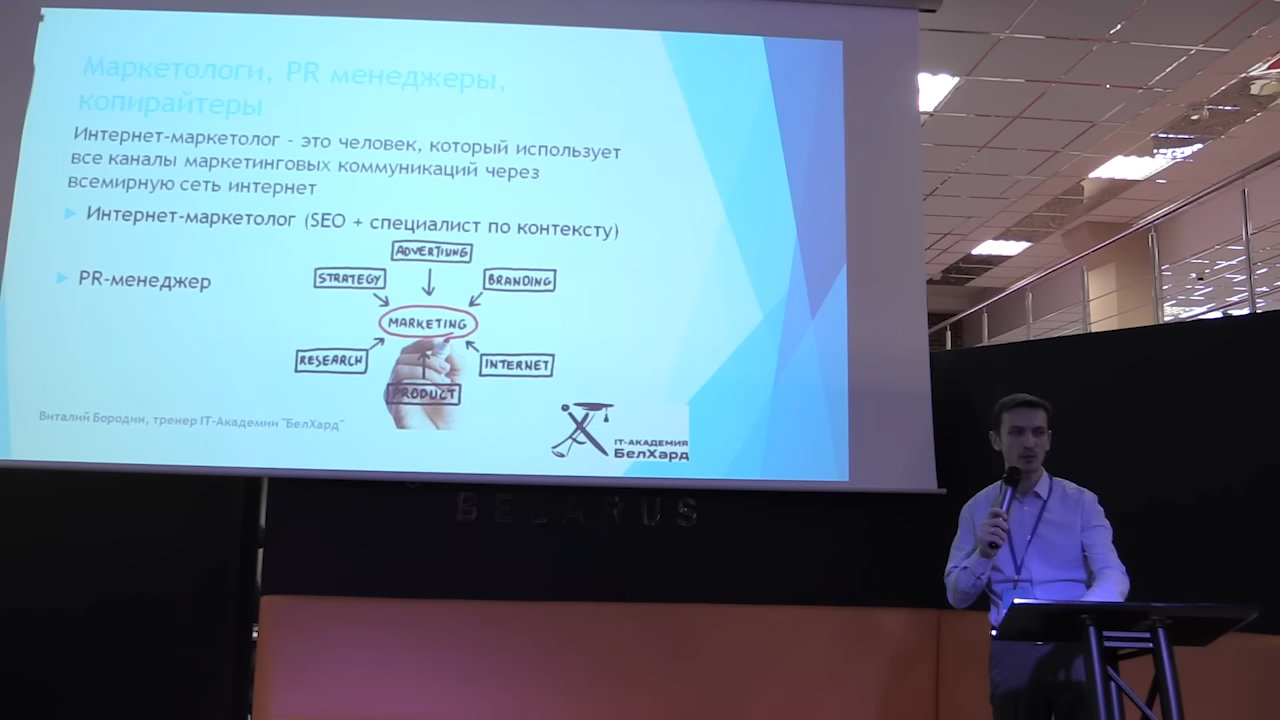 Маркетологи, PR менеджеры,
копирайтеры
Интернет-маркетолог - это человек, который использует
все каналы маркетинговых коммуникаций через
всемирную сеть интернет
Интернет-маркетолог (SEO + специалист по контексту)
ADVERTISING
STRATEGY
BRANDING
PR-менеджер
MARKETING
RESEARCH
INTERNET
PRODUCT
Виталий Бородин, тренер IT-Академии "БелХард"
IT-АКАДЕМИЯ
БелХард
BELARUS